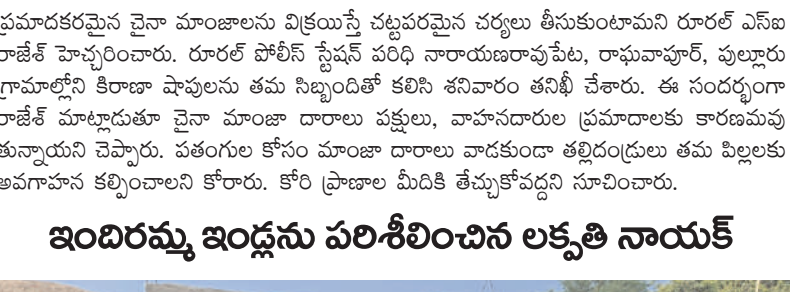 ప్రమాదకరమైన చైనా మాంజాలను విక్రయిస్తే చట్టపరమైన చర్యలు తీసుకుంటామని రూరల్ ఎస్ఐ
రాజేశ్ హెచ్చరించారు. రూరల్ పోలీస్ స్టేషన్ పరిధి నారాయణరావుపేట, రాఘవాపూర్, పుల్లూరు
గ్రామాల్లోని కిరాణా షాపులను తమ సిబ్బందితో కలిసి శనివారం తనిఖీ చేశారు. ఈ సందర్భంగా
రాజేశ్ మాట్లాడుతూ చైనా మాంజా దారాలు పక్షులు, వాహనదారుల ప్రమాదాలకు కారణమవు
తున్నాయని చెప్పారు. పతంగుల కోసం మాంజా దారాలు వాడకుండా తల్లిదండ్రులు తమ పిల్లలకు
అవగాహన కల్పించాలని కోరారు. కోరి ప్రాణాల మీదికి తేచ్చుకోవద్దని సూచించారు.
ఇందిరమ్మ ఇండ్లను పరిశీలించిన లక్పతి నాయక్